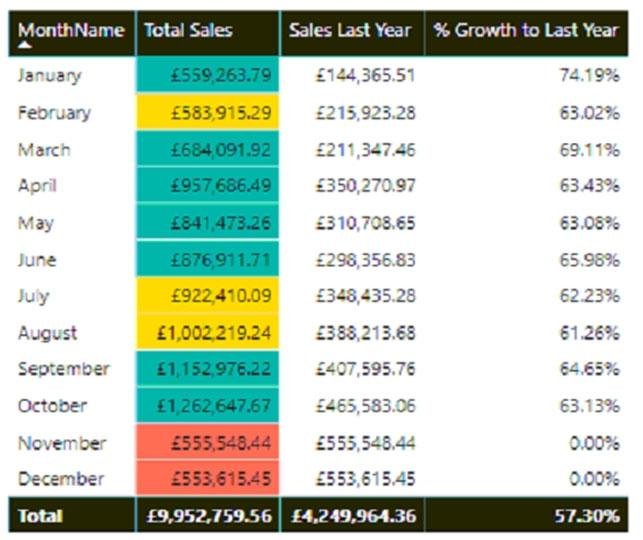 MonthName Total Sales Sales Last Year % Growth to Last Year
January £559,263.79 £144,365.51 74.19%
February £583,915.29 £215,923.28 63.02%
March £684,091.92 £211,347.46 69.11%
April £957,686.49 £350,270.97 63.43%
May £841,473.26 £310,708.65 63.08%
June £876,911.71 £298,356.83 65.98%
July £922,410.09 £348,435.28 62.23%
August £1,002,219.24 £388,213.68 61.26%
September £1,152,976.22 £407,595.76 64.65%
October £1,262,647.67 £465,583.06 63.13%
November £555,548.44 £555,548.44 0.00%
December £553,615.45 £553,615.45 0.00%
Total £9,952,759.56 £4,249,964.36 57.30%